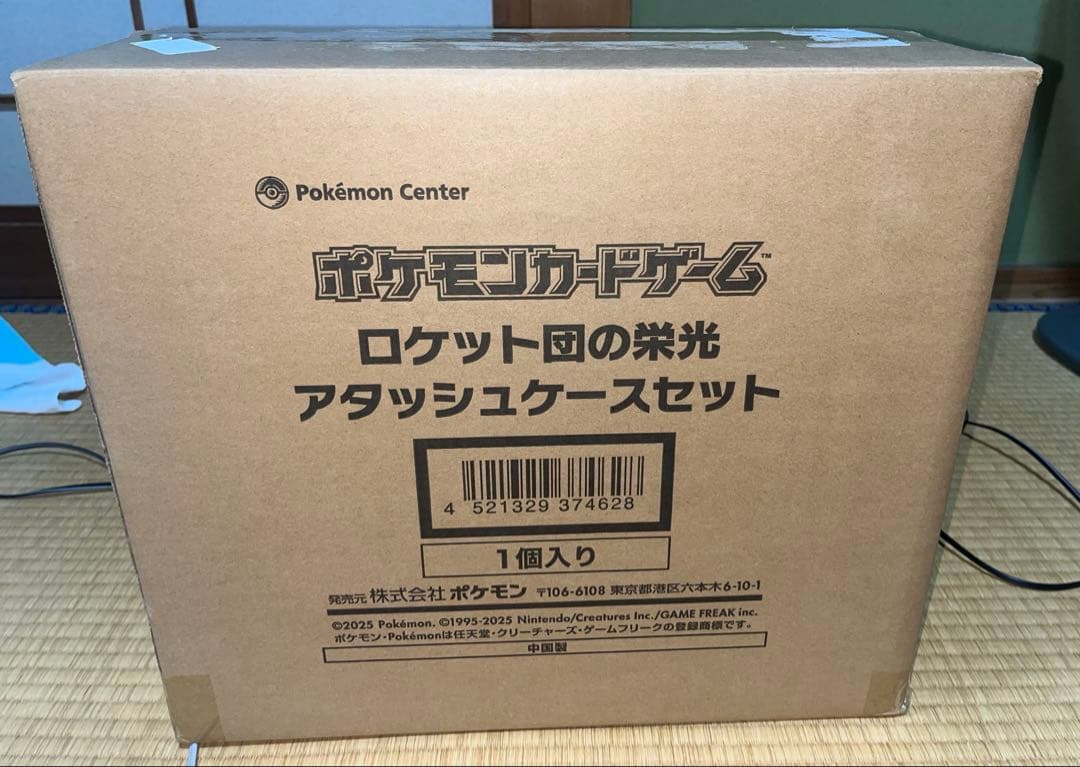 Pokémon Center
ポケモンカードゲーム™
ロケット団の栄光
アタッシュケースセット
4 521329 374628
1個入り
発売元 株式会社 ポケモン 〒106-6108 東京都港区六本木6-10-1
©2025 Pokémon. ©1995-2025 Nintendo/Creatures Inc./GAME FREAK inc.
ポケモン・Pokémonは任天堂・クリーチャーズ・ゲームフリークの登録商標です。
中国製